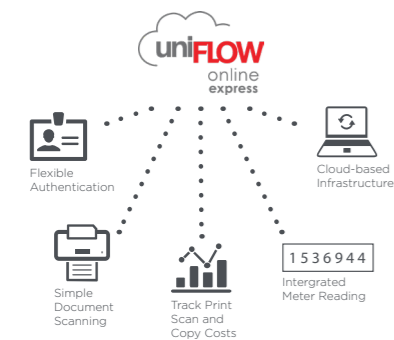 uniFLOW
online
express
Flexible
Authentication
Cloud-based
Infrastructure
Simple
Document
Scanning
Track Print
Scan and
Copy Costs
1536944
Intergrated
Meter Reading